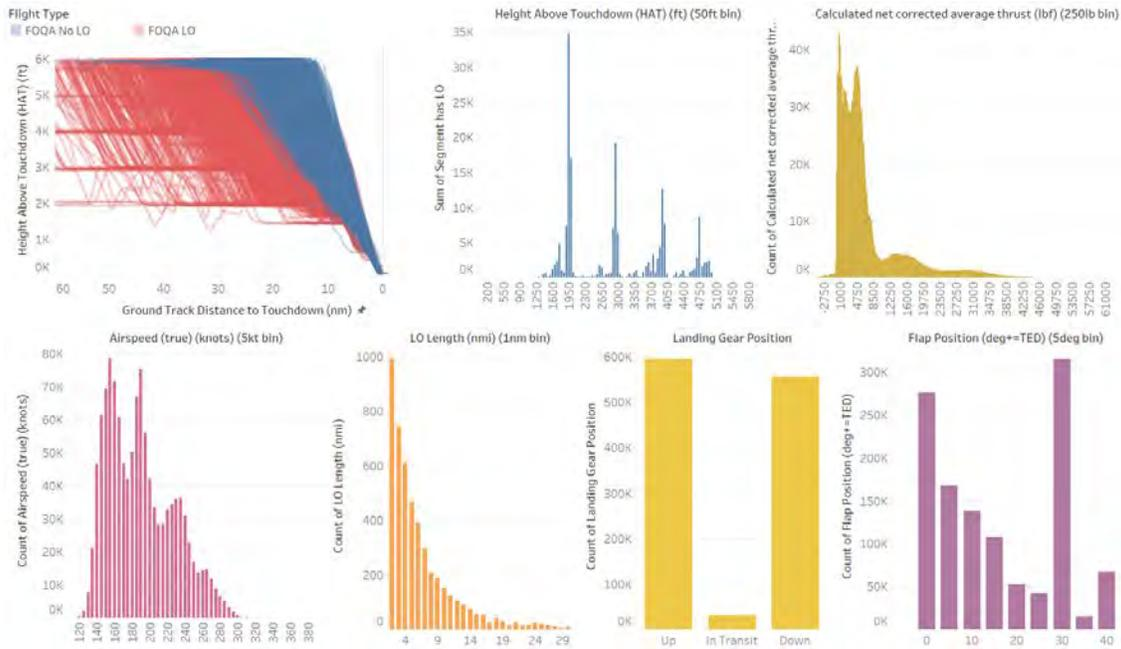 Flight Type
FOQA No LO
FOQA LO
Height Above Touchdown (HAT) (ft)
6K
5K
4K
3K
2K
1K
0K
60 50 40 30 20 10 0
Ground Track Distance to Touchdown (nm)
Height Above Touchdown (HAT) (ft) (50ft bin)
Sum of Segment has LO
35K
30K
25K
20K
15K
10K
5K
0K
200 550 900 1250 1600 1950 2300 2650 3000 3350 3700 4050 4400 4750 5100 5450 5800
Calculated net corrected average thrust (lbf) (250lb bin)
Count of Calculated net corrected average thr..
40K
30K
20K
10K
0K
-2750 1000 4750 8500 12250 16000 19750 23500 27250 31000 34750 38500 42250 46000 49750 53500 57250 61000
Airspeed (true) (knots) (5kt bin)
Count of Airspeed (true) (knots)
80K
70K
60K
50K
40K
30K
20K
10K
0K
120 140 160 180 200 220 240 260 280 300 320 340 360 380
LO Length (nmi) (1nm bin)
Count of LO Length (nmi)
1000
800
600
400
200
0
4 9 14 19 24 29
Landing Gear Position
Count of Landing Gear Position
600K
500K
400K
300K
200K
100K
0K
Up In Transit Down
Flap Position (deg+=TED) (5deg bin)
Count of Flap Position (deg+=TED)
300K
250K
200K
150K
100K
50K
0K
0 10 20 30 40